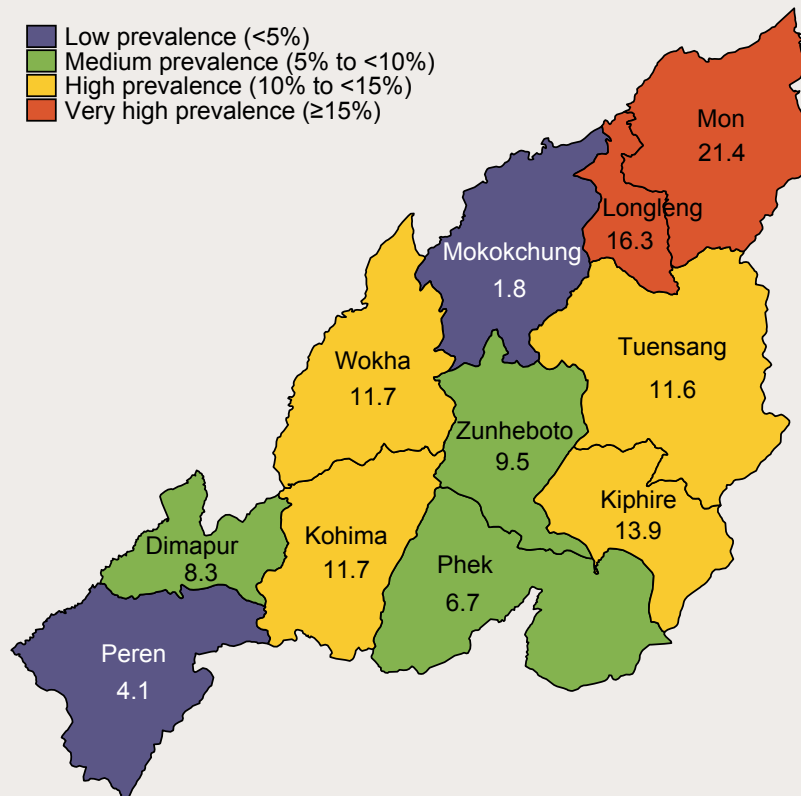 Low prevalence (<5%)
Medium prevalence (5% to <10%)
High prevalence (10% to <15%)
Very high prevalence (≥15%)
Mon
21.4
Longleng
16.3
Mokokchung
1.8
Tuensang
11.6
Wokha
11.7
Zunheboto
9.5
Kiphire
13.9
Kohima
11.7
Dimapur
8.3
Phek
6.7
Peren
4.1